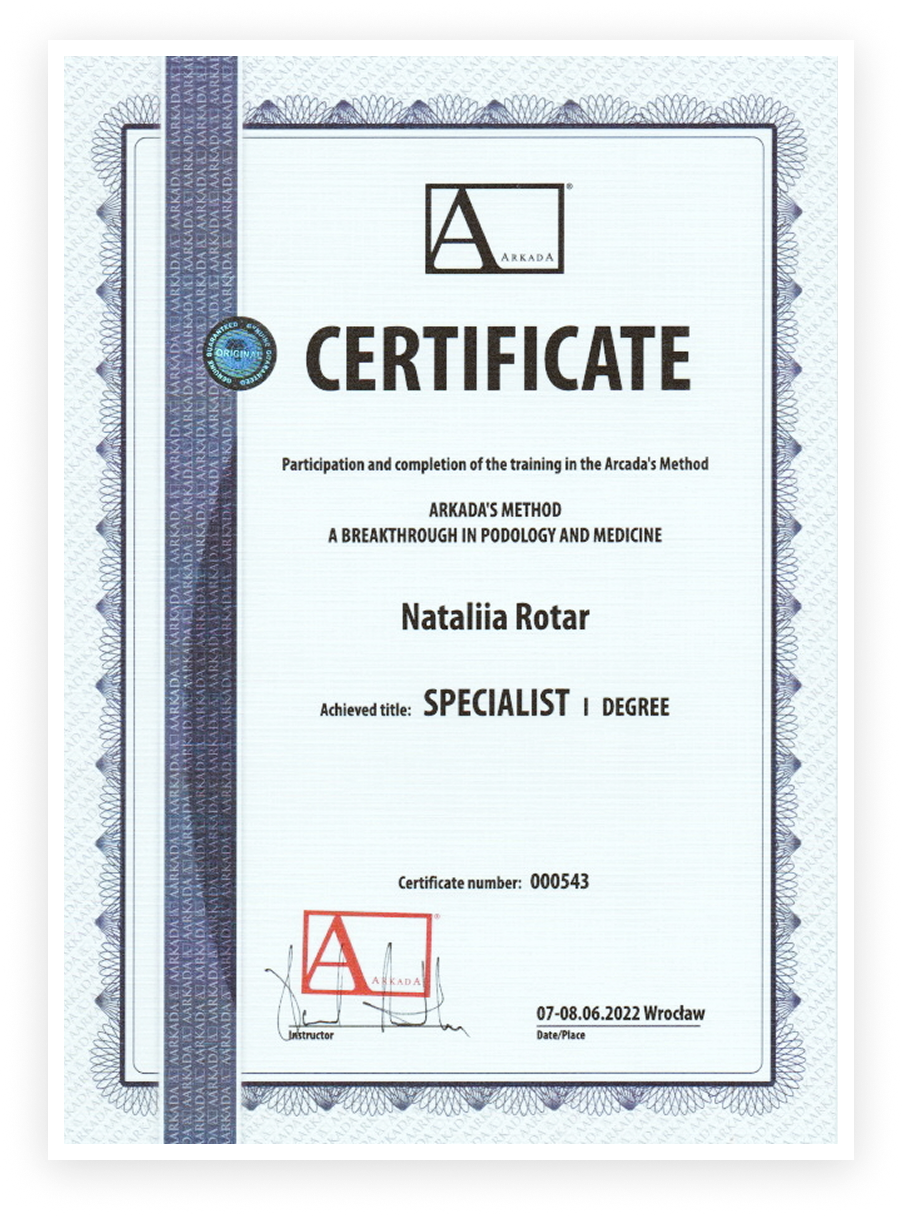 A ARKADA®
GENUINE GUARANTEED GENUINE GUARANTEED
ORIGINAL
CERTIFICATE
Participation and completion of the training in the Arcada's Method
ARKADA'S METHOD
A BREAKTHROUGH IN PODOLOGY AND MEDICINE
Nataliia Rotar
Achieved title: SPECIALIST I DEGREE
Certificate number: 000543
A ARKADA®
07-08.06.2022 Wrocław
Instructor
Date/Place